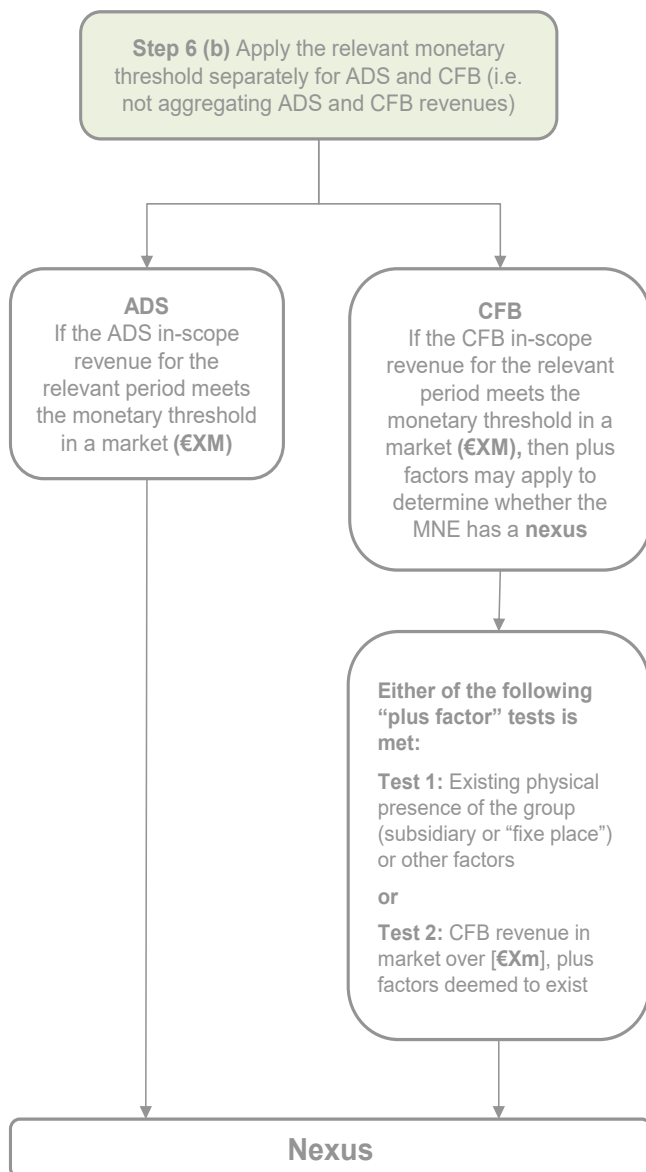 Step 6 (b) Apply the relevant monetary
threshold separately for ADS and CFB (i.e.
not aggregating ADS and CFB revenues)
ADS
If the ADS in-scope
revenue for the
relevant period meets
the monetary threshold
in a market (€XM)
CFB
If the CFB in-scope
revenue for the relevant
period meets the
monetary threshold in a
market (€XM), then plus
factors may apply to
determine whether the
MNE has a nexus
Either of the following
“plus factor” tests is
met:
Test 1: Existing physical
presence of the group
(subsidiary or “fixe place”)
or other factors
or
Test 2: CFB revenue in
market over [€Xm], plus
factors deemed to exist
Nexus